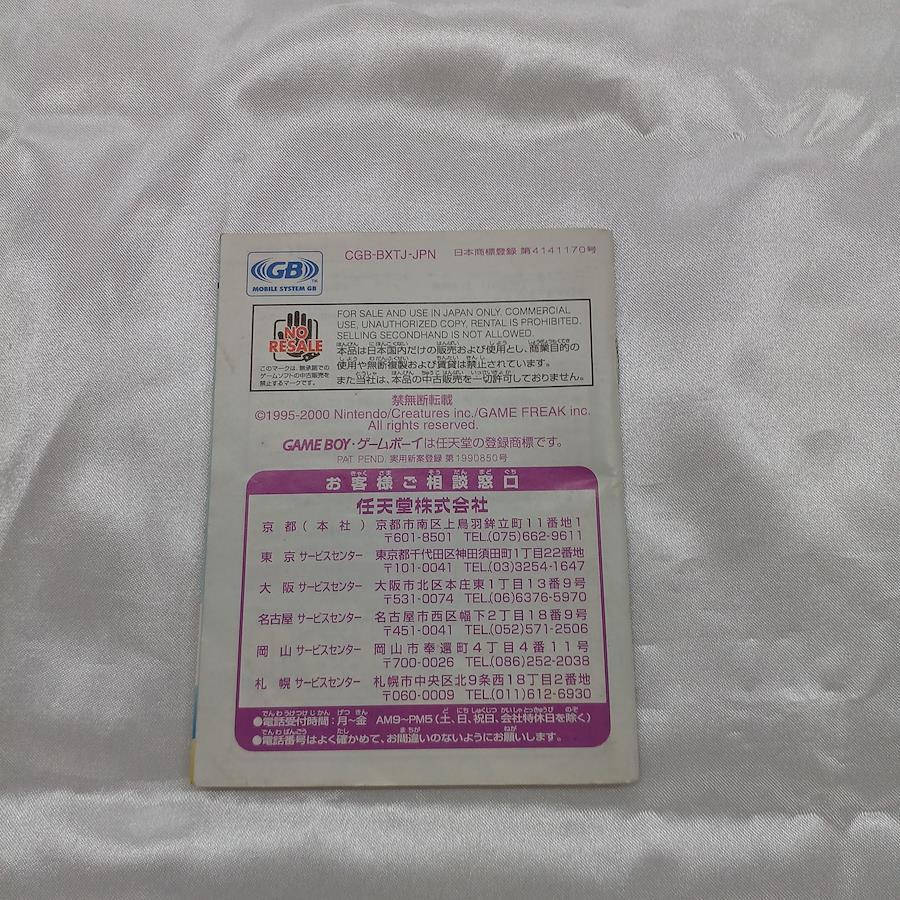 GB TM
MOBILE SYSTEM GB
CGB-BXTJ-JPN 日本商標登録 第4141170号
NO RESALE
このマークは、無承諾での
ゲームソフトの中古販売を
禁止するマークです。
FOR SALE AND USE IN JAPAN ONLY. COMMERCIAL
USE, UNAUTHORIZED COPY, RENTAL IS PROHIBITED.
SELLING SECONDHAND IS NOT ALLOWED.
本品は日本国内だけの販売および使用とし、商業目的の
使用や無断複製および賃貸は禁止されています。
また当社は、本品の中古販売を一切許可しておりません。
禁無断転載
©1995-2000 Nintendo/Creatures inc./GAME FREAK inc.
All rights reserved.
GAME BOY・ゲームボーイは任天堂の登録商標です。
PAT PEND. 実用新案登録 第1990850号
お客様ご相談窓口
任天堂株式会社
京都(本社) 京都市南区上鳥羽鉾立町11番地1
〒601-8501 TEL(075)662-9611
東京サービスセンター 東京都千代田区神田須田町1丁目22番地
〒101-0041 TEL.(03)3254-1647
大阪サービスセンター 大阪市北区本庄東1丁目13番9号
〒531-0074 TEL.(06)6376-5970
名古屋サービスセンター 名古屋市西区幅下2丁目18番9号
〒451-0041 TEL.(052)571-2506
岡山サービスセンター 岡山市奉還町4丁目4番11号
〒700-0026 TEL.(086)252-2038
札幌サービスセンター 札幌市中央区北9条西18丁目2番地
〒060-0009 TEL.(011)612-6930
●電話受付時間:月~金 AM9~PM5(土、日、祝日、会社特休日を除く)
●電話番号はよく確かめて、お間違いのないようにお願いします。